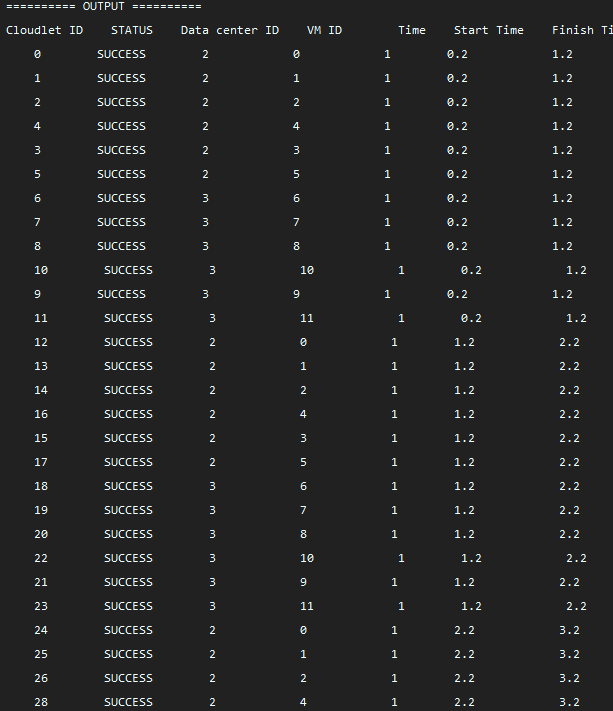 ========== OUTPUT ==========
Cloudlet ID    STATUS    Data center ID    VM ID        Time    Start Time    Finish Ti
    0        SUCCESS        2            0            1        0.2            1.2
    1        SUCCESS        2            1            1        0.2            1.2
    2        SUCCESS        2            2            1        0.2            1.2
    4        SUCCESS        2            4            1        0.2            1.2
    3        SUCCESS        2            3            1        0.2            1.2
    5        SUCCESS        2            5            1        0.2            1.2
    6        SUCCESS        3            6            1        0.2            1.2
    7        SUCCESS        3            7            1        0.2            1.2
    8        SUCCESS        3            8            1        0.2            1.2
    10        SUCCESS        3            10            1        0.2            1.2
    9        SUCCESS        3            9            1        0.2            1.2
    11        SUCCESS        3            11            1        0.2            1.2
    12        SUCCESS        2            0            1        1.2            2.2
    13        SUCCESS        2            1            1        1.2            2.2
    14        SUCCESS        2            2            1        1.2            2.2
    16        SUCCESS        2            4            1        1.2            2.2
    15        SUCCESS        2            3            1        1.2            2.2
    17        SUCCESS        2            5            1        1.2            2.2
    18        SUCCESS        3            6            1        1.2            2.2
    19        SUCCESS        3            7            1        1.2            2.2
    20        SUCCESS        3            8            1        1.2            2.2
    22        SUCCESS        3            10            1        1.2            2.2
    21        SUCCESS        3            9            1        1.2            2.2
    23        SUCCESS        3            11            1        1.2            2.2
    24        SUCCESS        2            0            1        2.2            3.2
    25        SUCCESS        2            1            1        2.2            3.2
    26        SUCCESS        2            2            1        2.2            3.2
    28        SUCCESS        2            4            1        2.2            3.2